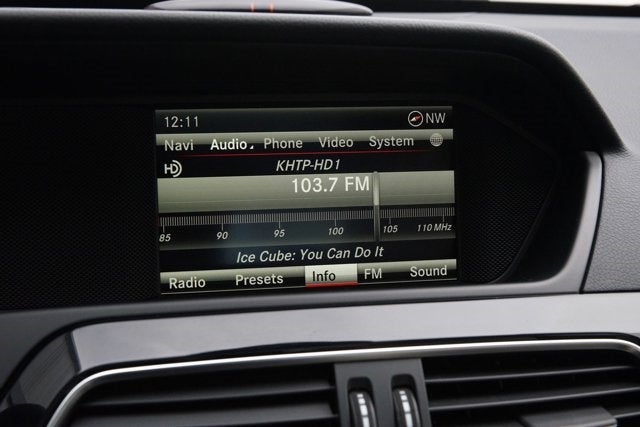 12:11 NW
Navi Audio Phone Video System
HD KHTP-HD1
103.7 FM
85 90 95 100 105 110 MHz
Ice Cube: You Can Do It
Radio Presets Info FM Sound